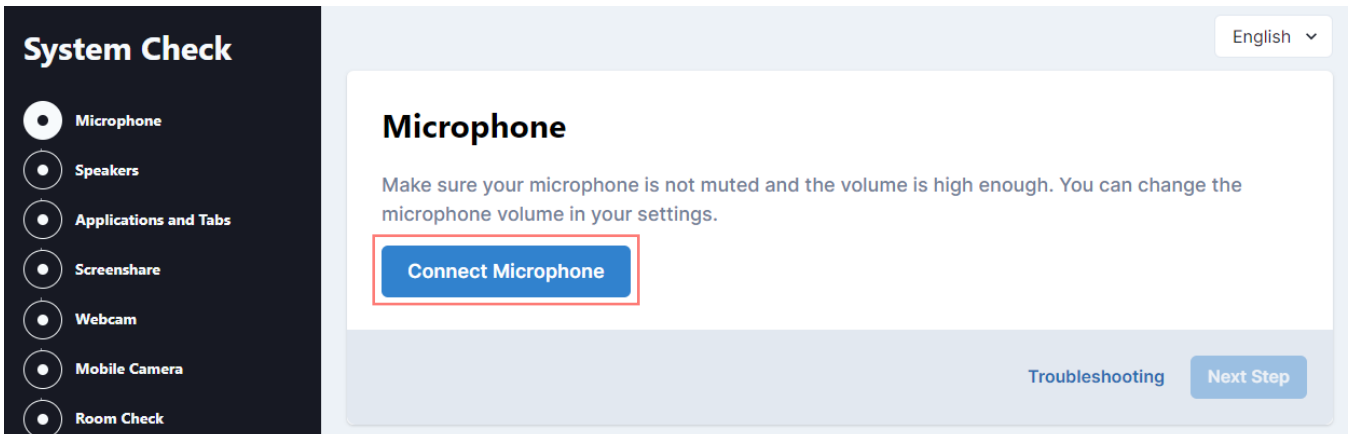 System Check
Microphone
Speakers
Applications and Tabs
Screenshare
Webcam
Mobile Camera
Room Check
English
Microphone
Make sure your microphone is not muted and the volume is high enough. You can change the
microphone volume in your settings.
Connect Microphone
Troubleshooting
Next Step